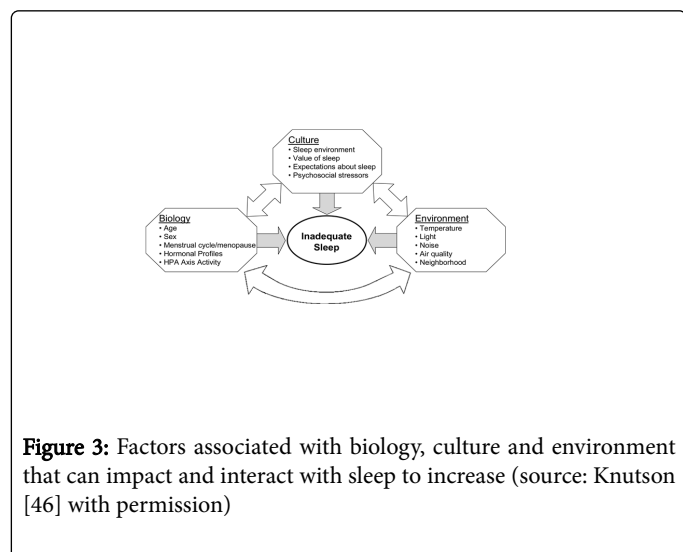 Culture
• Sleep environment
• Value of sleep
• Expectations about sleep
• Psychosocial stressors
Biology
• Age
• Sex
• Menstrual cycle/menopause
• Hormonal Profiles
• HPA Axis Activity
Inadequate
Sleep
Environment
• Temperature
• Light
• Noise
• Air quality
• Neighborhood
Figure 3: Factors associated with biology, culture and environment
that can impact and interact with sleep to increase (source: Knutson
[46] with permission)